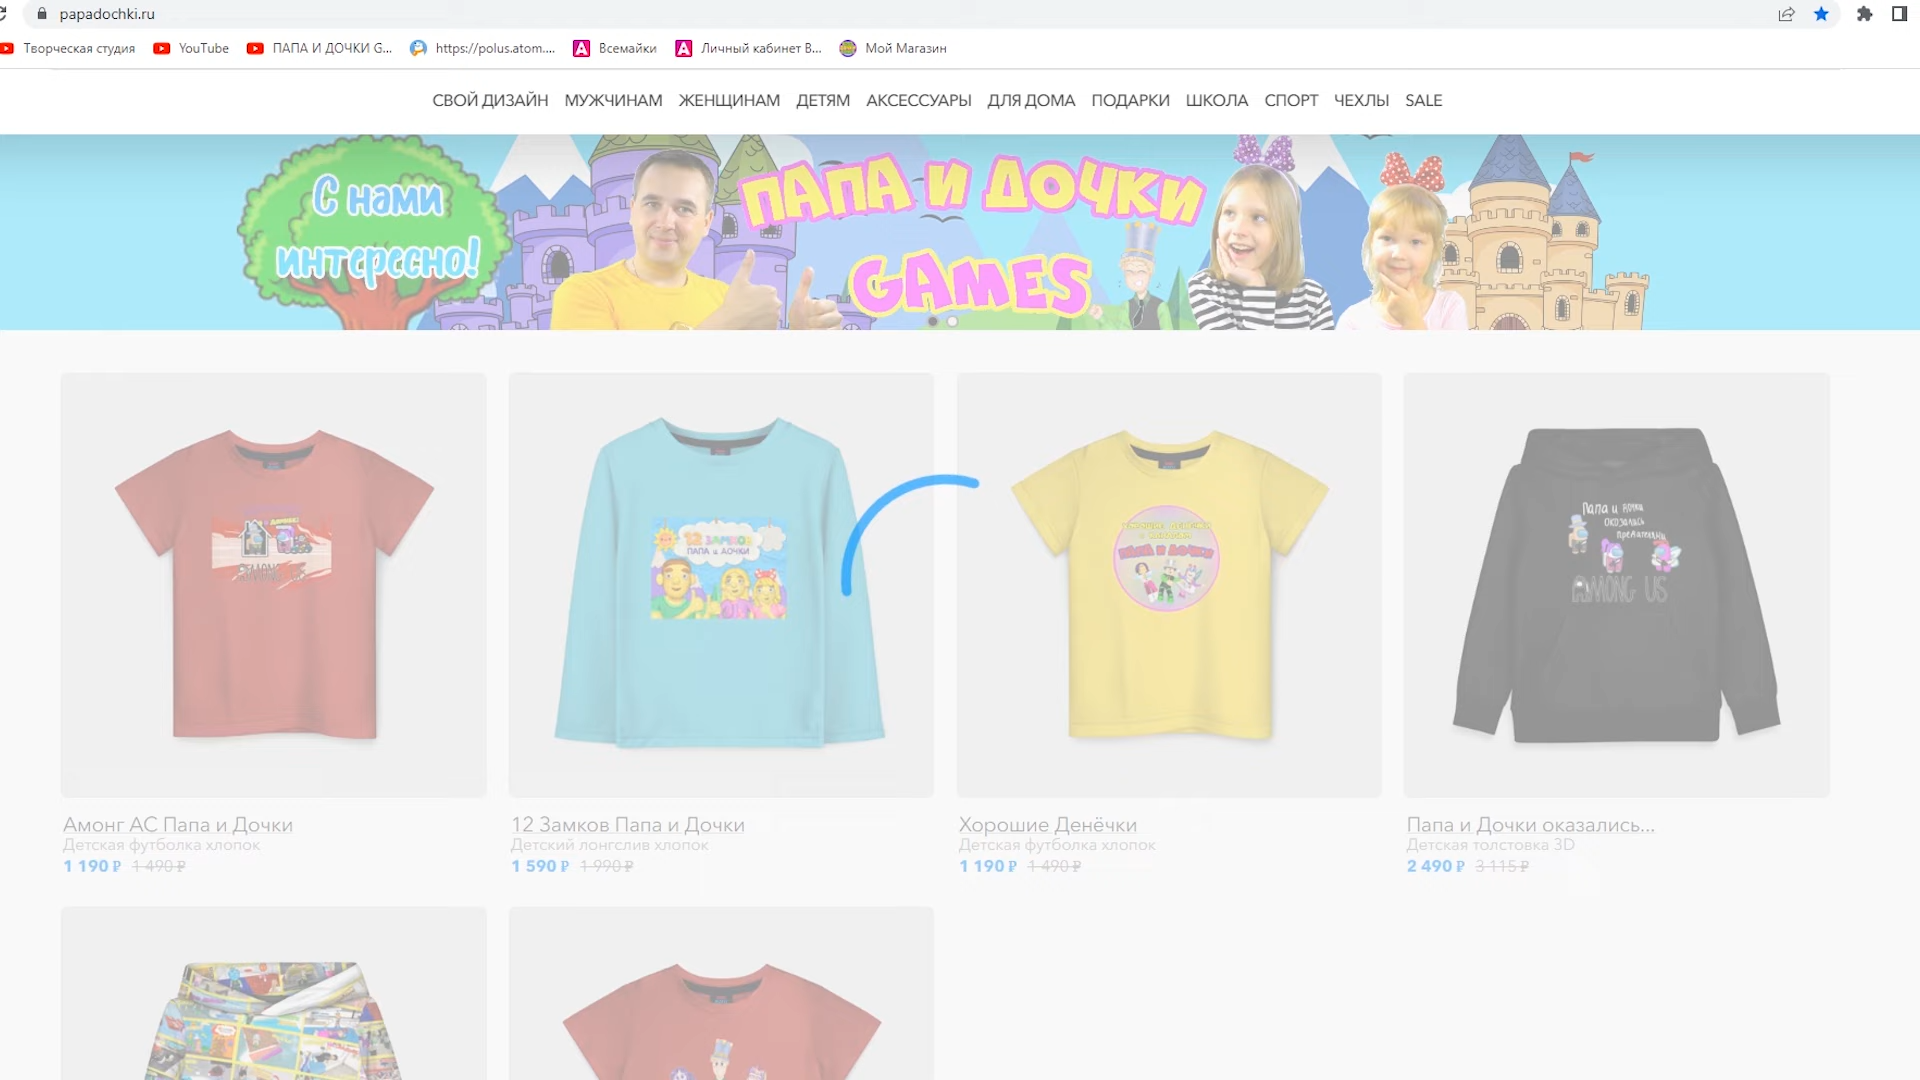 papadochki.ru
Творческая студия YouTube ПАПА И ДОЧКИ G... https://polus.atom.... Всемайки Личный кабинет В... Мой Магазин
СВОЙ ДИЗАЙН МУЖЧИНАМ ЖЕНЩИНАМ ДЕТЯМ АКСЕССУАРЫ ДЛЯ ДОМА ПОДАРКИ ШКОЛА СПОРТ ЧЕХЛЫ SALE
С нами
интересно!
ПАПА И ДОЧКИ
GAMES
12 ЗАМКОВ
ПАПА и ДОЧКИ
ПАПА И ДОЧКИ
Папа и дочки
оказались
предателями
AMONG US
Амонг АС Папа и Дочки
Детская футболка хлопок
1 190 ₽ 1 490 ₽
12 Замков Папа и Дочки
Детский лонгслив хлопок
1 590 ₽ 1 990 ₽
Хорошие Денёчки
Детская футболка хлопок
1 190 ₽ 1 490 ₽
Папа и Дочки оказались...
Детская толстовка 3D
2 490 ₽ 3 115 ₽